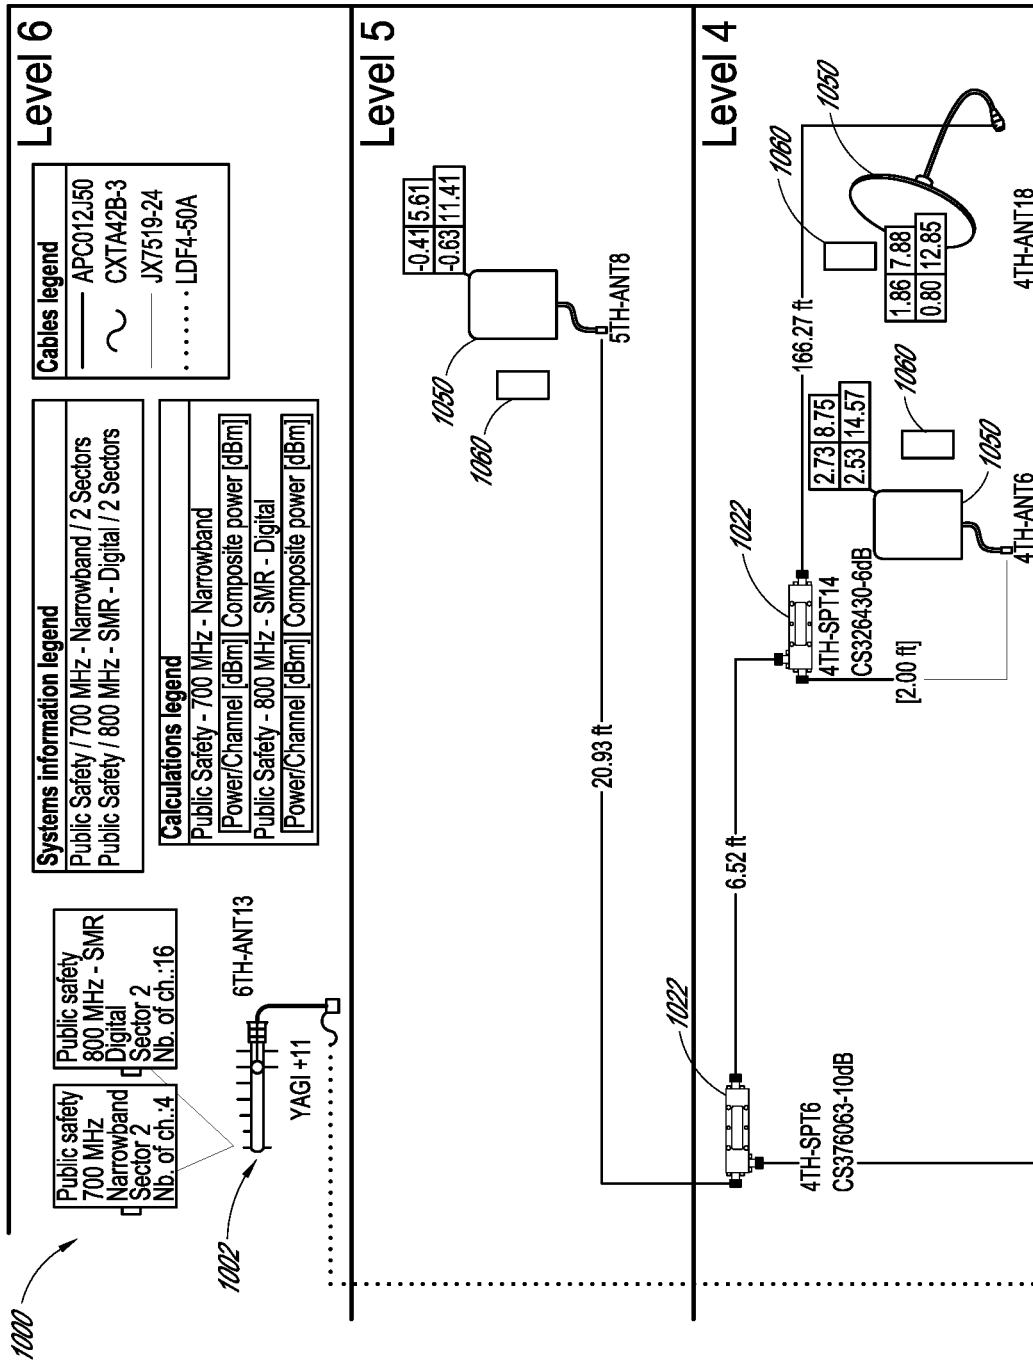 1000
Level 6
Public safety
700 MHz
Narrowband
Sector 2
Nb. of ch.:4
Public safety
800 MHz - SMR
Digital
Sector 2
Nb. of ch.:16
1002
6TH-ANT13
YAGI +11
Systems information legend
Public Safety / 700 MHz - Narrowband / 2 Sectors
Public Safety / 800 MHz - SMR - Digital / 2 Sectors
Calculations legend
Public Safety - 700 MHz - Narrowband
Power/Channel [dBm] Composite power [dBm]
Public Safety - 800 MHz - SMR - Digital
Power/Channel [dBm] Composite power [dBm]
Cables legend
APC012J50
CXTA42B-3
JX7519-24
LDF4-50A
Level 5
-0.41 5.61
-0.63 11.41
1050
1060
5TH-ANT8
20.93 ft
Level 4
1022
4TH-SPT6
CS376063-10dB
6.52 ft
1022
4TH-SPT14
CS326430-6dB
[2.00 ft]
166.27 ft
2.73 8.75
2.53 14.57
1060
1050
4TH-ANT6
1060
1050
1.86 7.88
0.80 12.85
4TH-ANT18